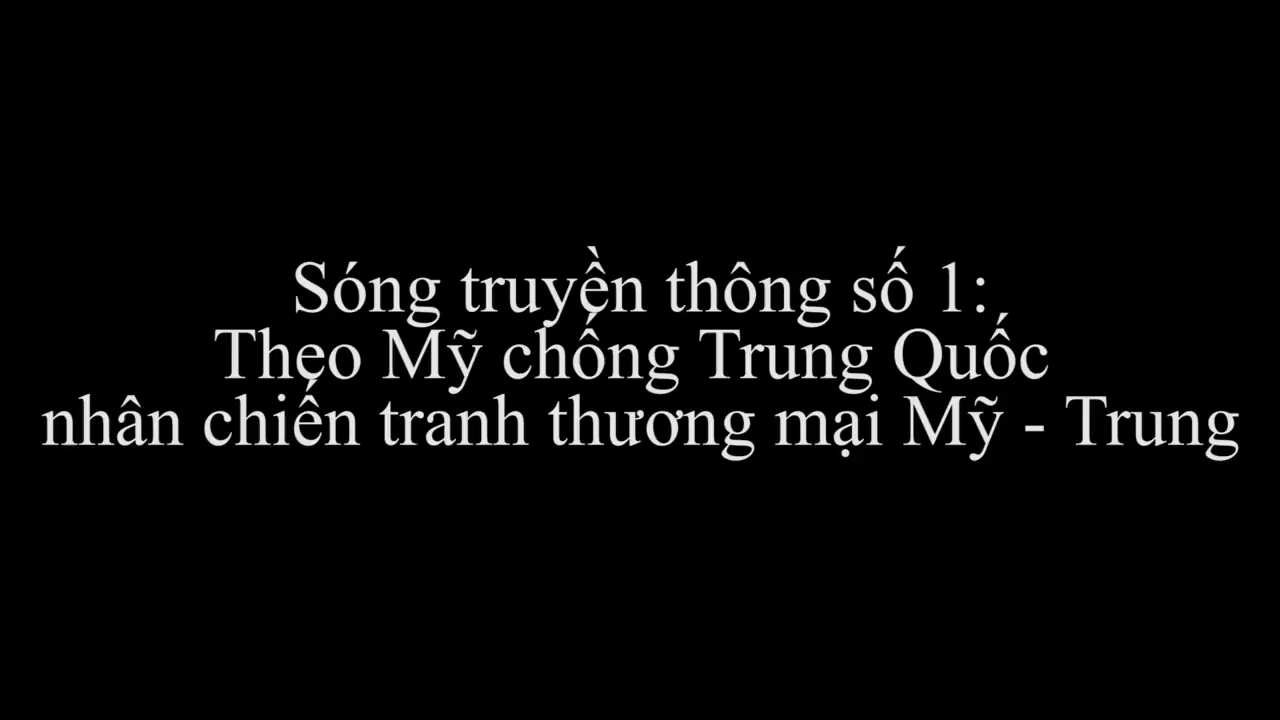 Sóng truyền thông số 1:
Theo Mỹ chống Trung Quốc
nhân chiến tranh thương mại Mỹ - Trung